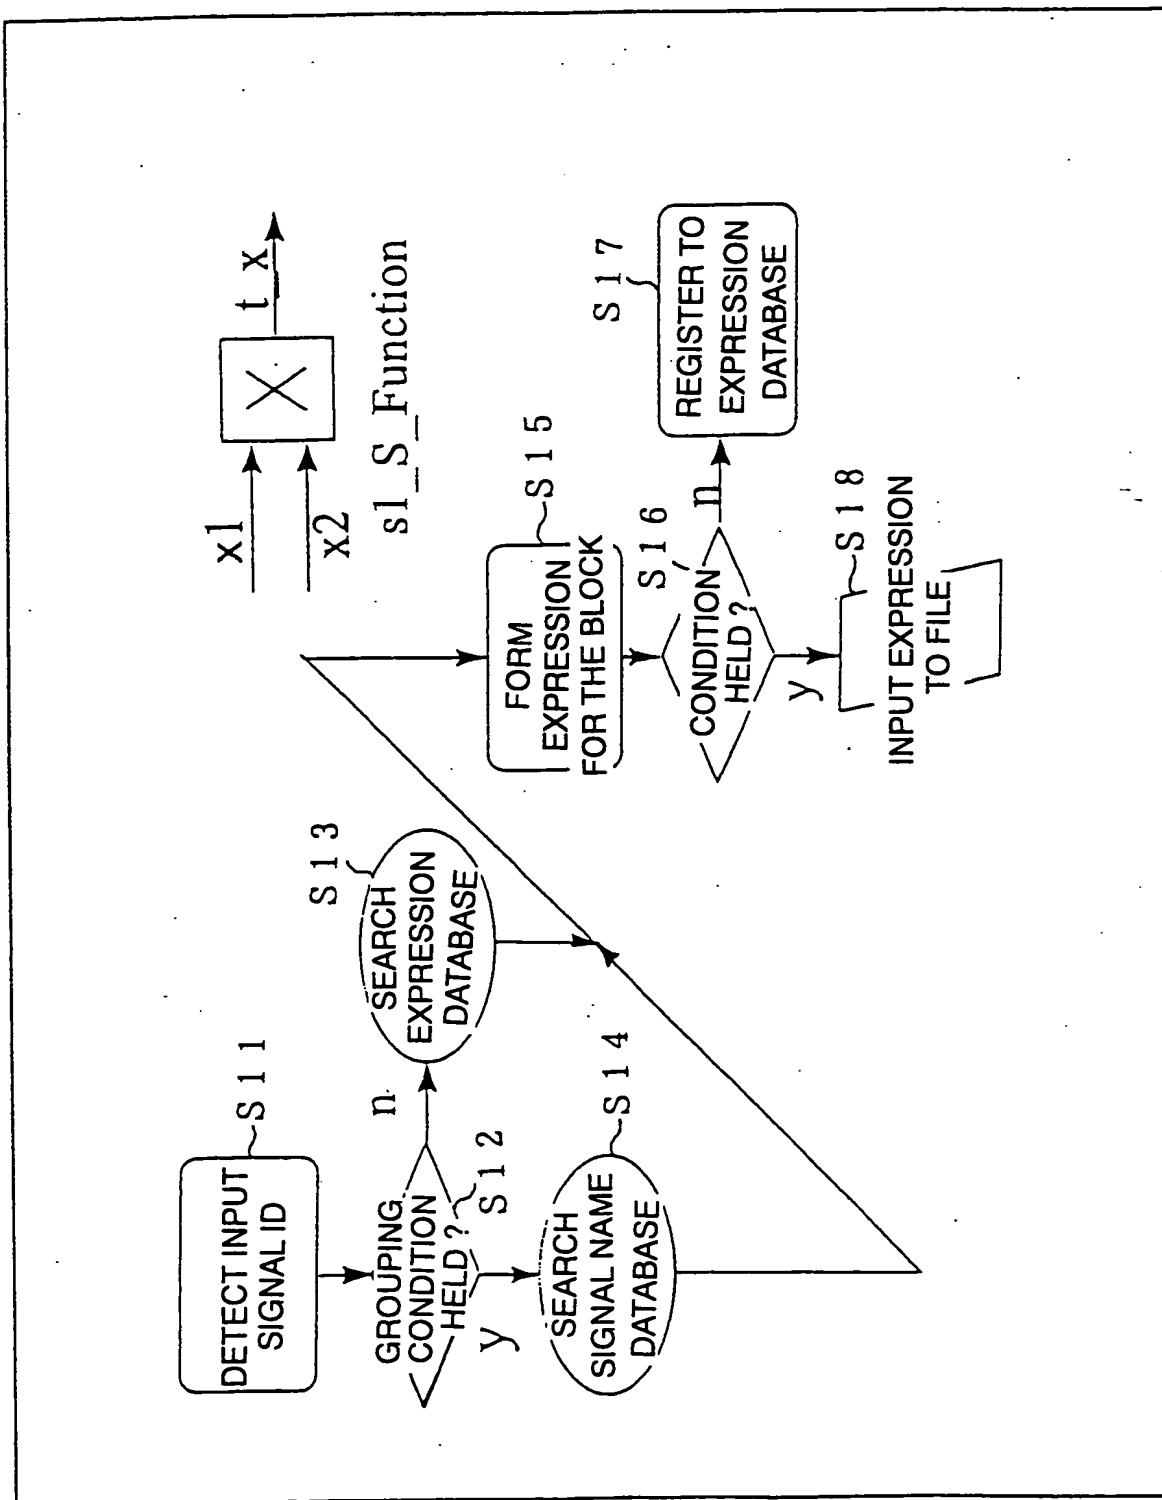 DETECT INPUT
SIGNAL ID
S11
GROUPING
CONDITION
HELD ?
S12
n
y
SEARCH
EXPRESSION
DATABASE
S13
SEARCH
SIGNAL NAME
DATABASE
S14
x1
x2
t_x
s1_S_Function
FORM
EXPRESSION
FOR THE BLOCK
S15
CONDITION
HELD ?
S16
n
y
REGISTER TO
EXPRESSION
DATABASE
S17
INPUT EXPRESSION
TO FILE
S18